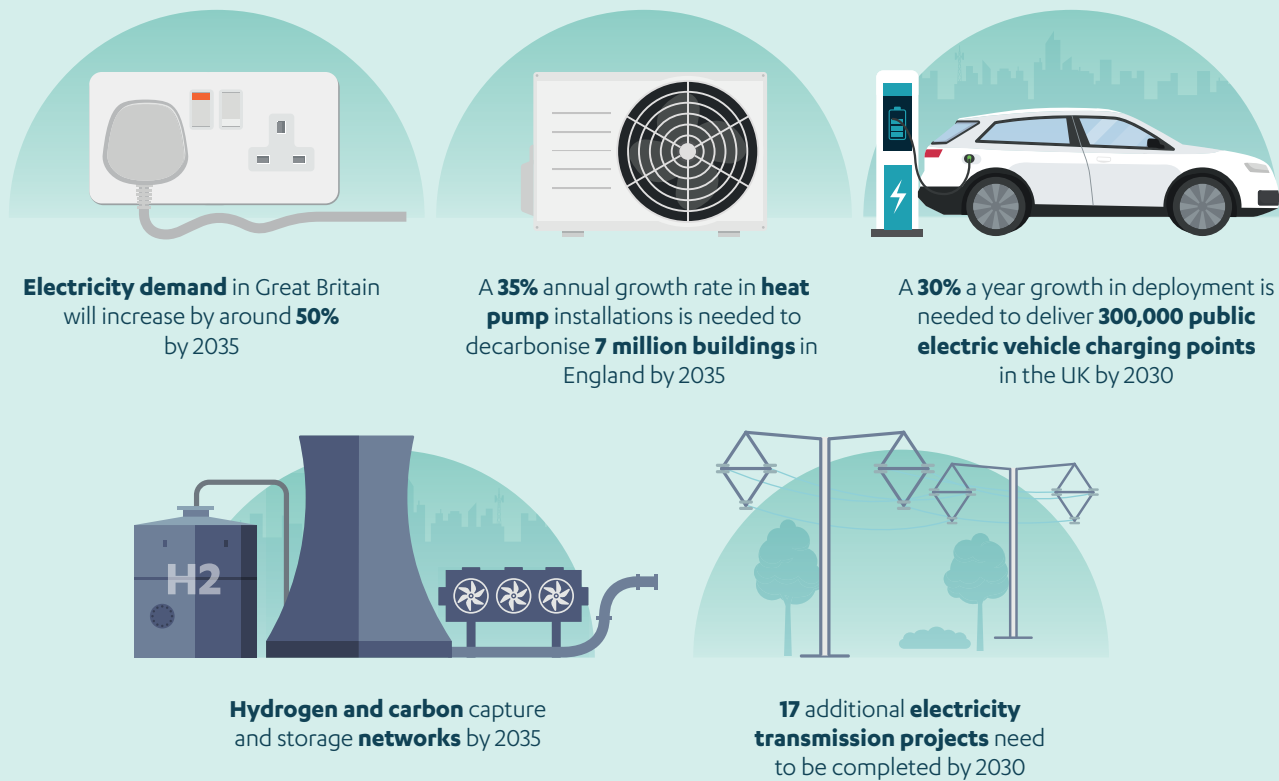 Electricity demand in Great Britain
will increase by around 50%
by 2035
A 35% annual growth rate in heat
pump installations is needed to
decarbonise 7 million buildings in
England by 2035
A 30% a year growth in deployment is
needed to deliver 300,000 public
electric vehicle charging points
in the UK by 2030
H2
Hydrogen and carbon capture
and storage networks by 2035
17 additional electricity
transmission projects need
to be completed by 2030